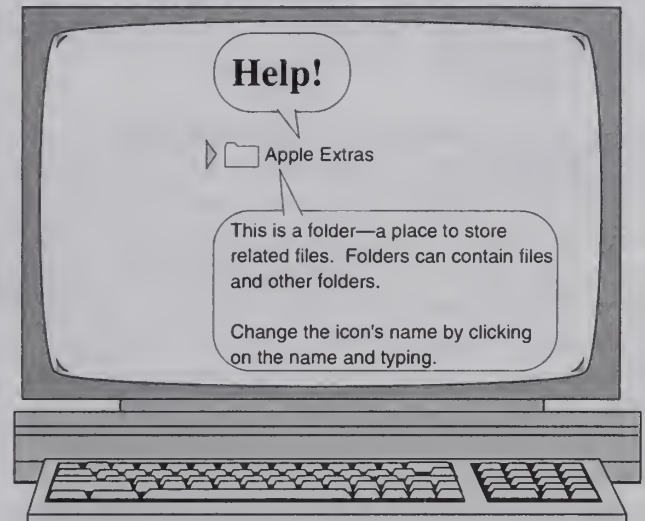 Help!
Apple Extras
This is a folder—a place to store
related files. Folders can contain files
and other folders.
Change the icon's name by clicking
on the name and typing.